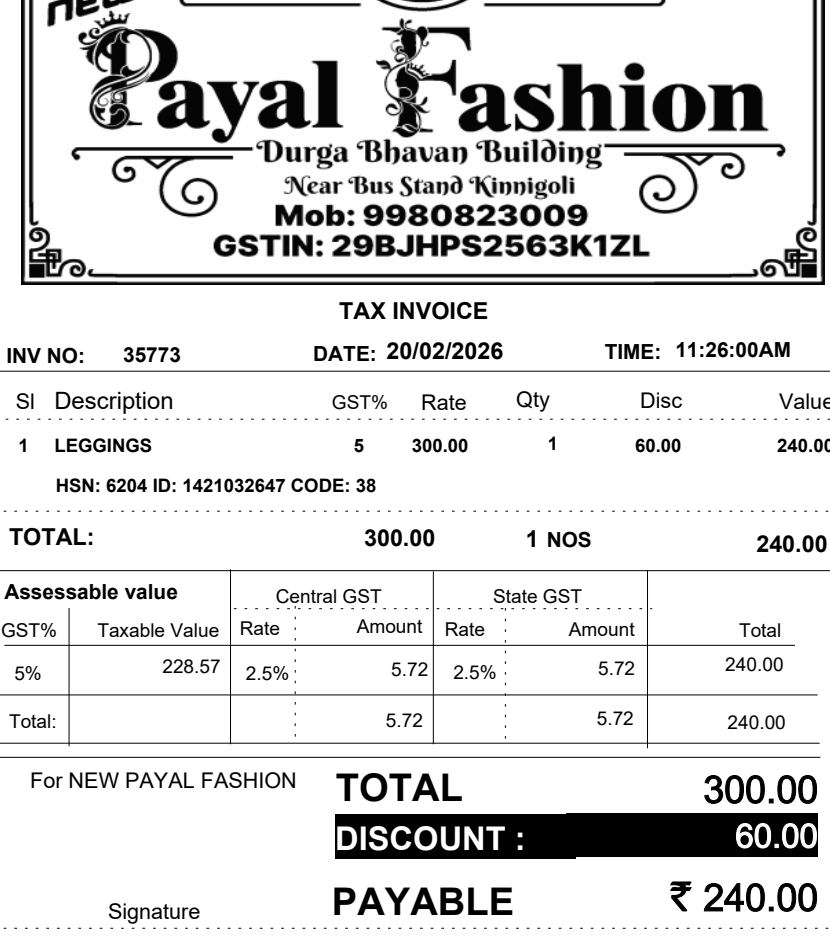 new
Payal Fashion
Durga Bhavan Building
Near Bus Stand Kinnigoli
Mob: 9980823009
GSTIN: 29BJHPS2563K1ZL
TAX INVOICE
INV NO: 35773 DATE: 20/02/2026 TIME: 11:26:00AM
Sl Description GST% Rate Qty Disc Value
1 LEGGINGS 5 300.00 1 60.00 240.00
HSN: 6204 ID: 1421032647 CODE: 38
TOTAL: 300.00 1 NOS 240.00
Assessable value Central GST State GST
GST% Taxable Value Rate Amount Rate Amount Total
5% 228.57 2.5% 5.72 2.5% 5.72 240.00
Total: 5.72 5.72 240.00
For NEW PAYAL FASHION TOTAL 300.00
DISCOUNT : 60.00
Signature PAYABLE ₹ 240.00